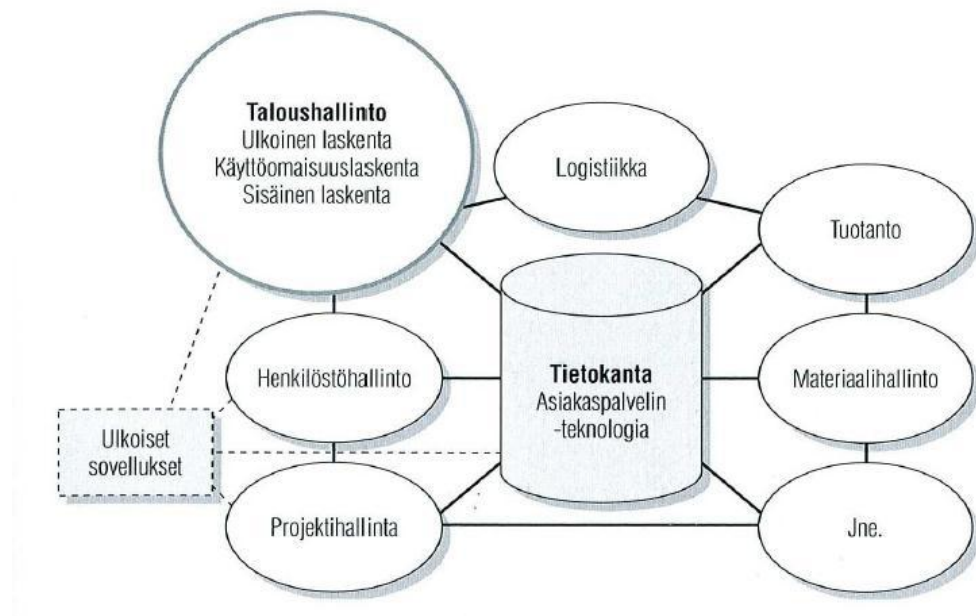 Taloushallinto
Ulkoinen laskenta
Käyttöomaisuuslaskenta
Sisäinen laskenta
Logistiikka
Tuotanto
Henkilöstöhallinto
Tietokanta
Asiakaspalvelin
-teknologia
Materiaalihallinto
Ulkoiset
sovellukset
Projektihallinta
Jne.